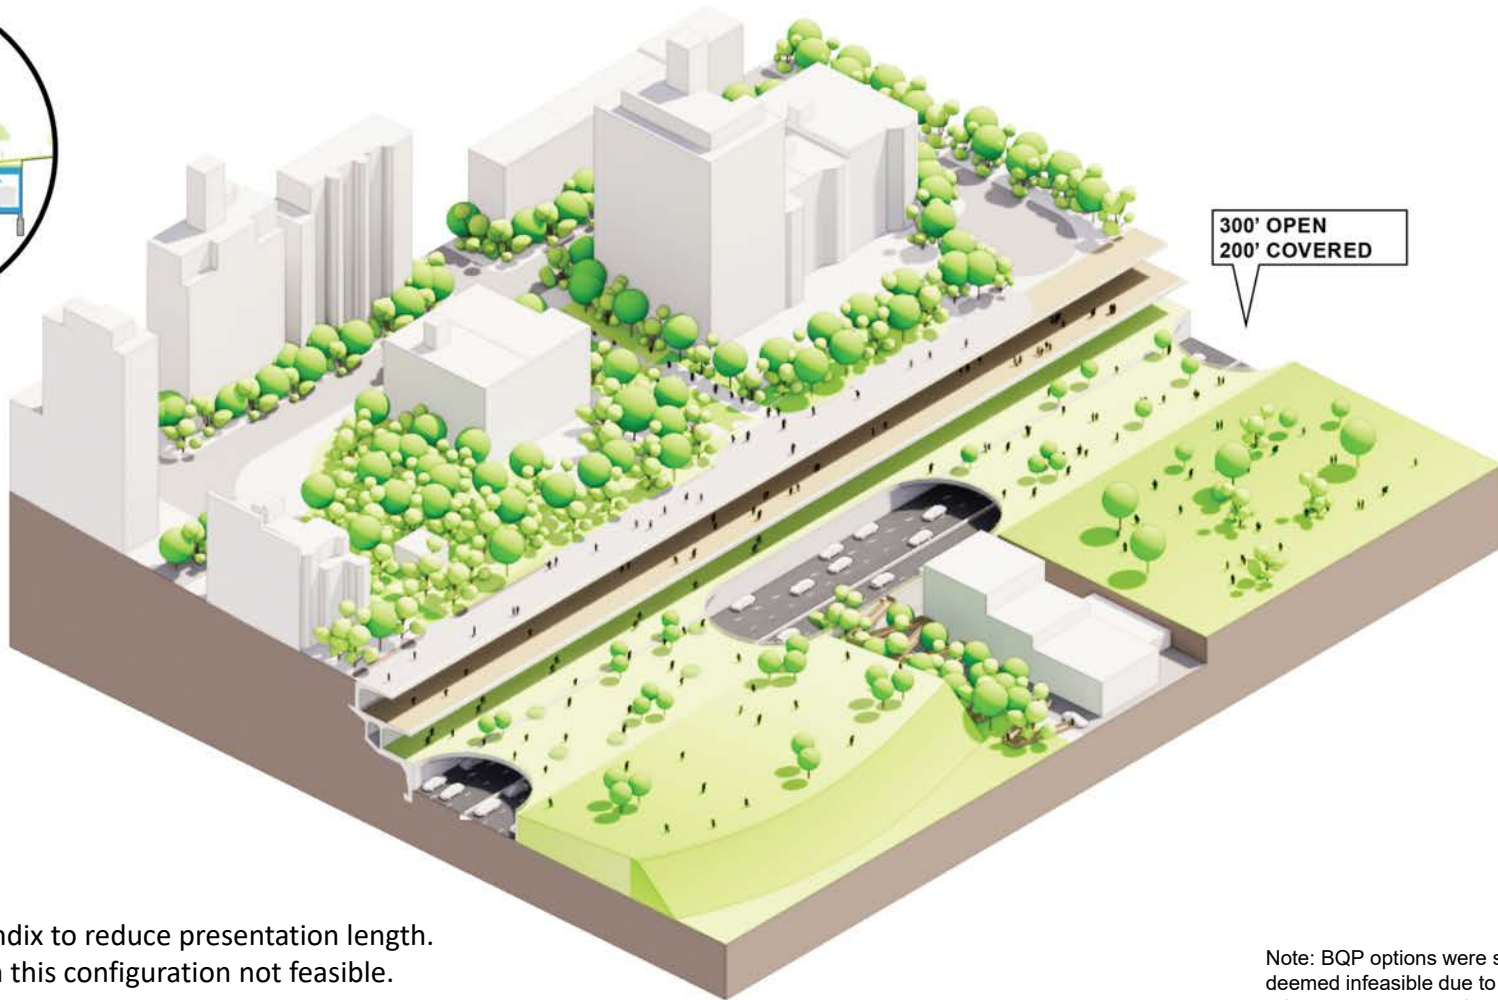 300' OPEN
200' COVERED
ndix to reduce presentation length.
this configuration not feasible.
Note: BQP options were s
deemed infeasible due to